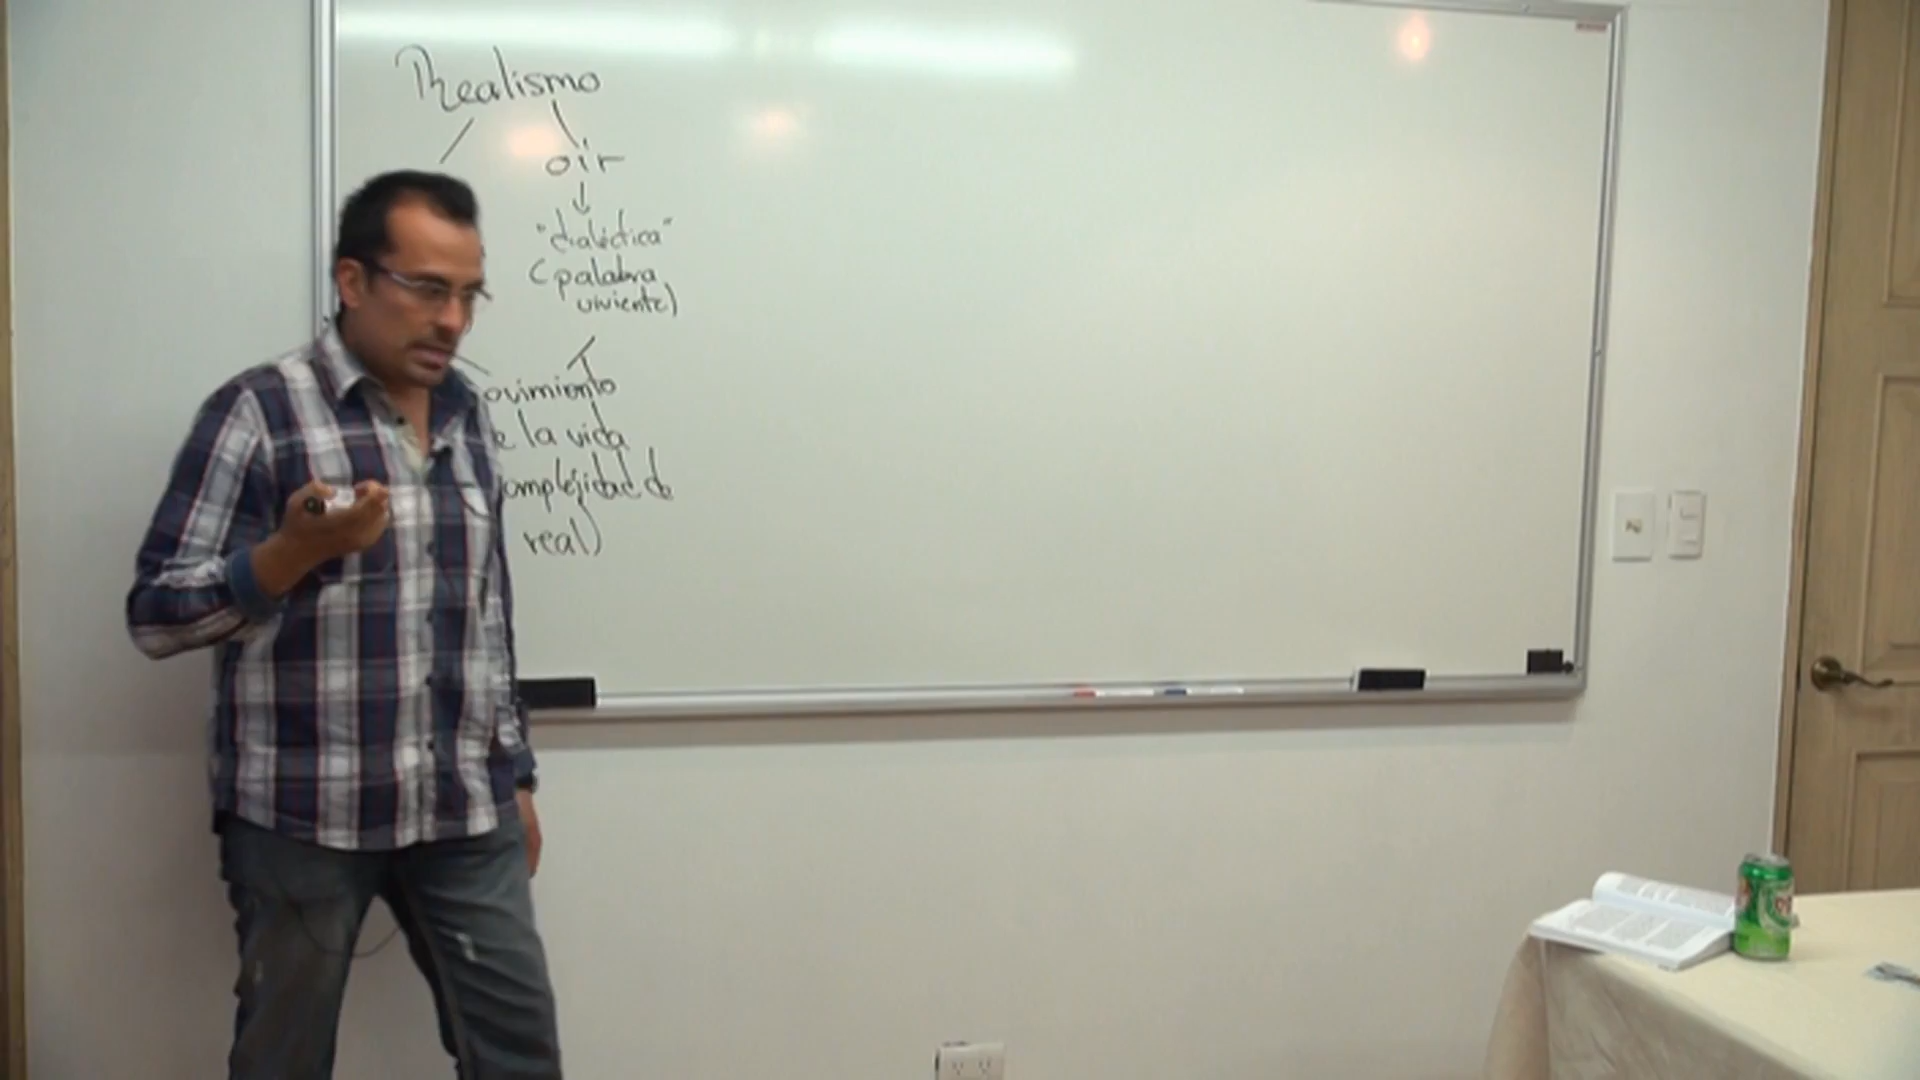 Realismo
oir
"dialéctica"
(palabra
viviente)
ovimiento
e la vida
omplejidad de
real)